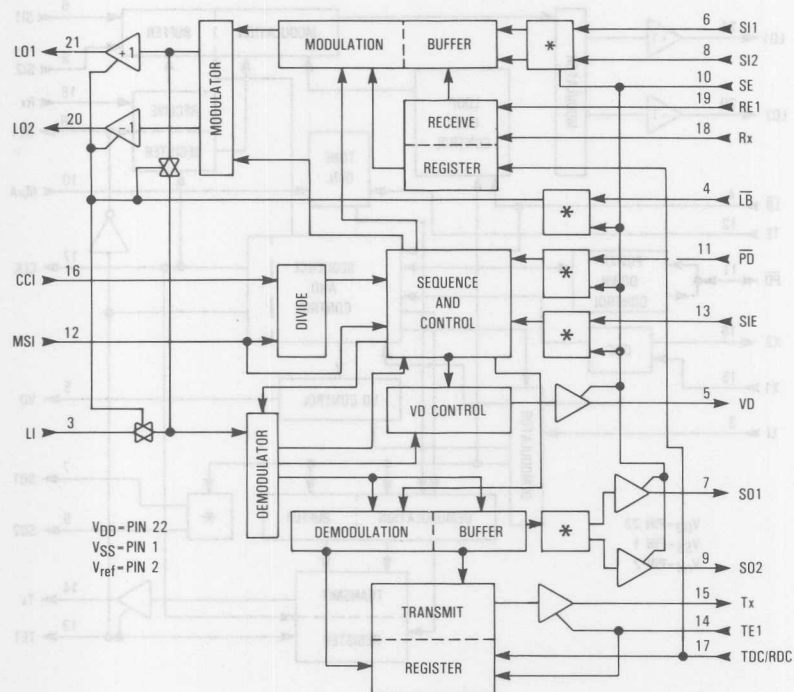 LO1 21 +1
LO2 20 −1
MODULATOR
MODULATION BUFFER
*
6 SI1
8 SI2
10 SE
19 RE1
18 Rx
RECEIVE
REGISTER
4 L̅B̅
*
11 P̅D̅
*
13 SIE
*
CCI 16
MSI 12
DIVIDE
SEQUENCE
AND
CONTROL
VD CONTROL
5 VD
LI 3
DEMODULATOR
7 SO1
DEMODULATION BUFFER
*
9 SO2
VDD = PIN 22
VSS = PIN 1
Vref = PIN 2
15 Tx
14 TE1
17 TDC/RDC
TRANSMIT
REGISTER